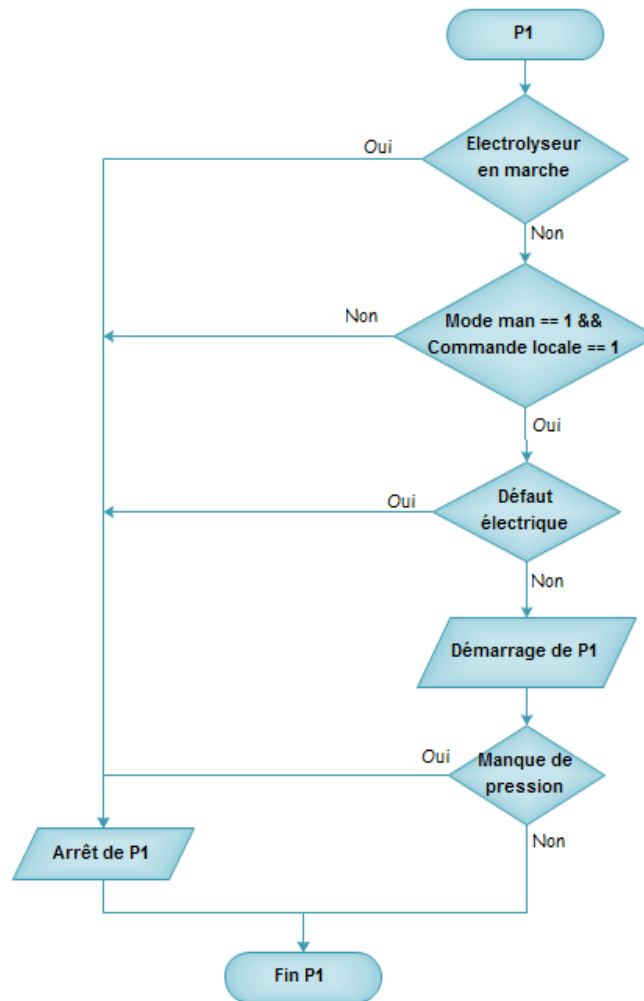 P1
Electrolyseur
en marche
Oui
Non
Mode man == 1 &&
Commande locale == 1
Non
Oui
Défaut
électrique
Oui
Non
Démarrage de P1
Manque de
pression
Oui
Non
Arrêt de P1
Fin P1